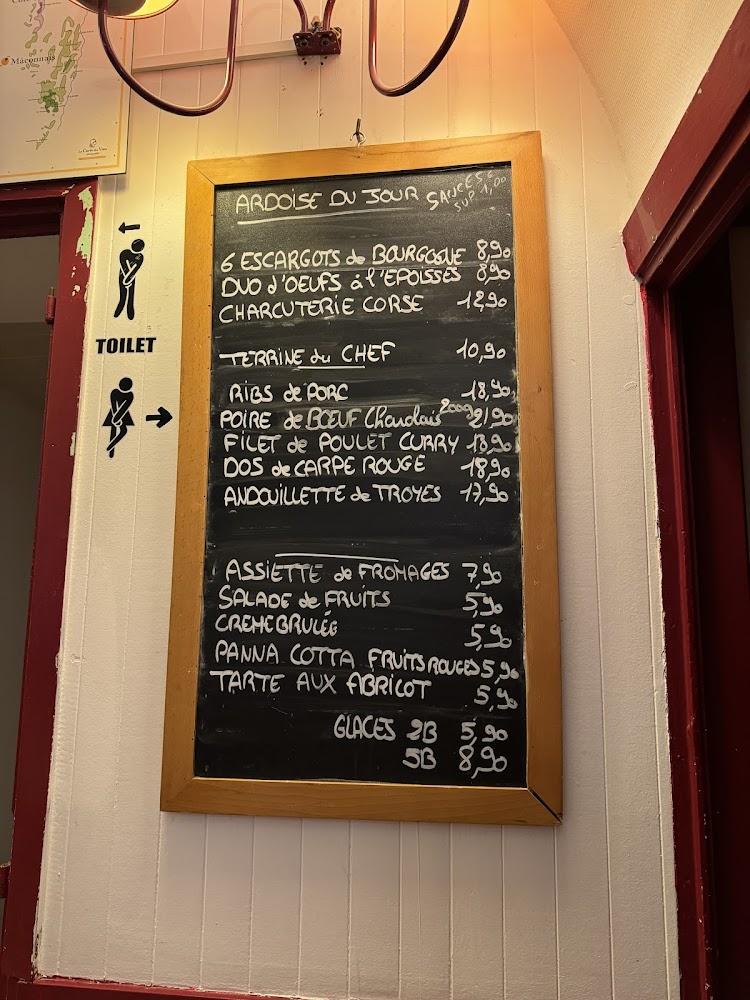 Mâconnais
ARDOISE DU JOUR SAUCES SUP 1,00
6 ESCARGOTS de BOURGOGNE 8,90
DUO d'OEUFS à l'EPOISSES 8,90
CHARCUTERIE CORSE 12,90
TERRINE du CHEF 10,90
RIBS de PORC 18,90
POIRE de BOEUF Charolais 200g 21,90
FILET de POULET CURRY 18,90
DOS de CARPE ROUGE 18,90
ANDOUILLETTE de TROYES 17,90
ASSIETTE de FROMAGES 7,90
SALADE de FRUITS 5,90
CREME BRULÉE 5,90
PANNA COTTA FRUITS ROUGES 5,90
TARTE AUX ABRICOT 5,90
GLACES 2B 5,90
5B 8,90
TOILET